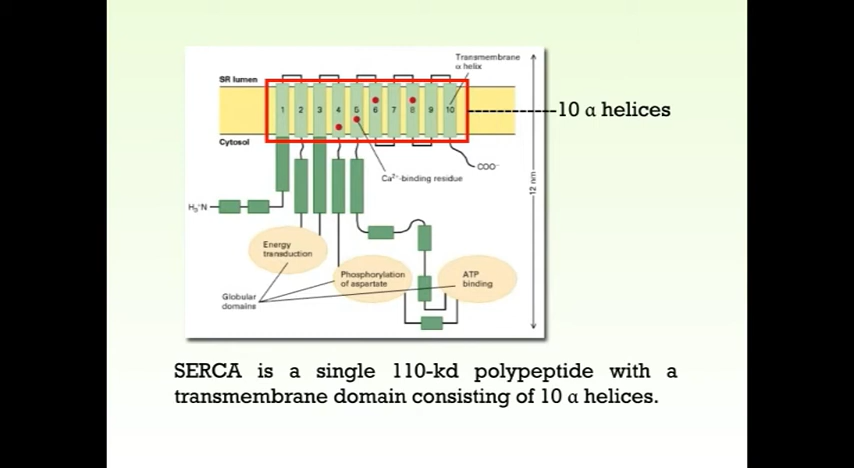 Transmembrane
α helix
SR lumen
1 2 3 4 5 6 7 8 9 10
10 α helices
Cytosol
COO⁻
Ca²⁺-binding residue
12 nm
H₃⁺N
Energy
transduction
Phosphorylation
of aspartate
ATP
binding
Globular
domains
SERCA is a single 110-kd polypeptide with a
transmembrane domain consisting of 10 α helices.